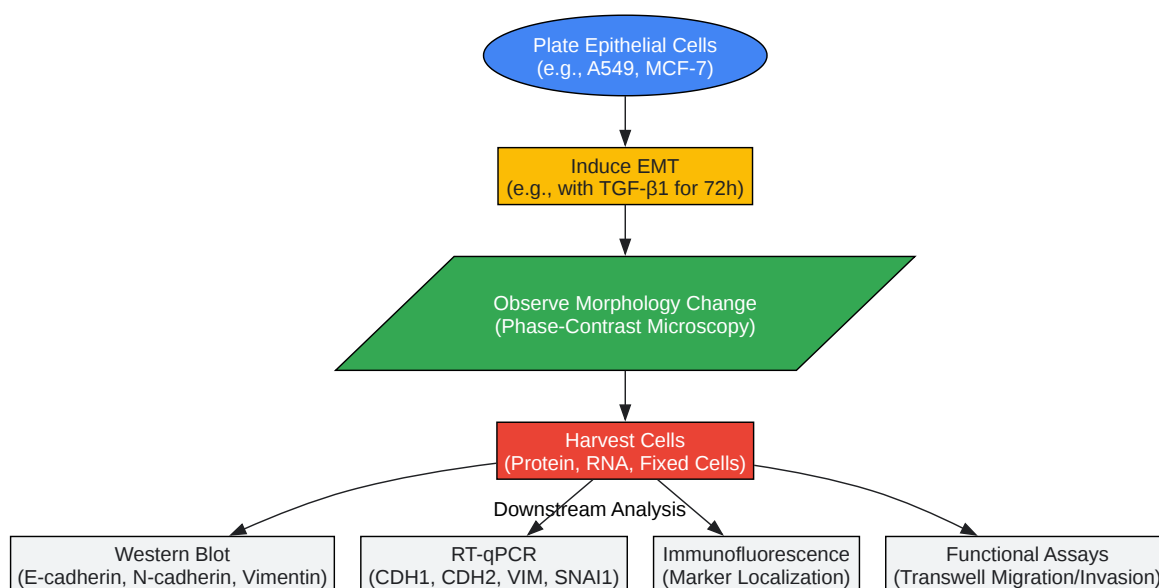 Plate Epithelial Cells
(e.g., A549, MCF-7)
Induce EMT
(e.g., with TGF-β1 for 72h)
Observe Morphology Change
(Phase-Contrast Microscopy)
Harvest Cells
(Protein, RNA, Fixed Cells)
Downstream Analysis
Western Blot
(E-cadherin, N-cadherin, Vimentin)
RT-qPCR
(CDH1, CDH2, VIM, SNAI1)
Immunofluorescence
(Marker Localization)
Functional Assays
(Transwell Migration/Invasion)